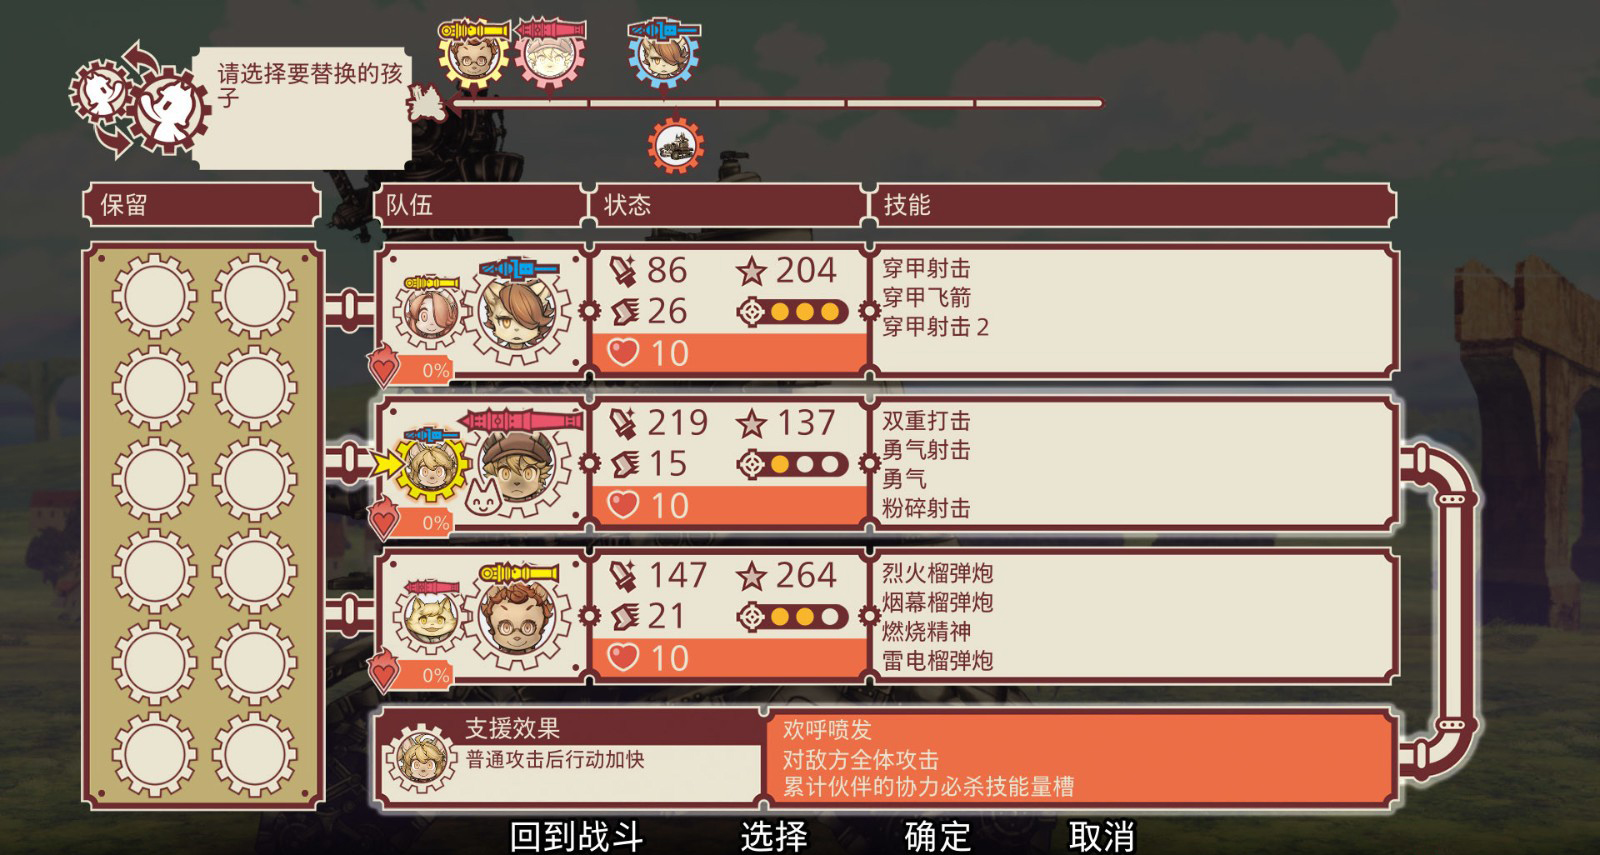 请选择要替换的孩
子
保留
队伍
状态
技能
86
204
26
10
0%
穿甲射击
穿甲飞箭
穿甲射击 2
219
137
15
10
0%
双重打击
勇气射击
勇气
粉碎射击
147
264
21
10
0%
烈火榴弹炮
烟幕榴弹炮
燃烧精神
雷电榴弹炮
支援效果
普通攻击后行动加快
欢呼喷发
对敌方全体攻击
累计伙伴的协力必杀技能量槽
回到战斗
选择
确定
取消